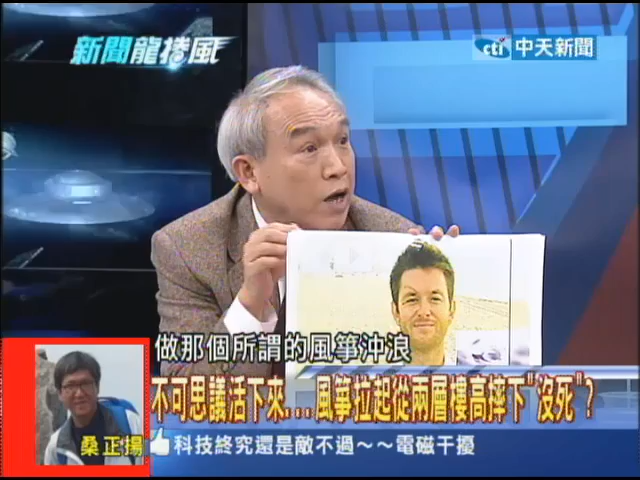 新聞龍捲風
cti 中天新聞
做那個所謂的風箏沖浪
不可思議活下來...風箏拉起從兩層樓高摔下"沒死"?
桑正揚
科技終究還是敵不過~~電磁干擾